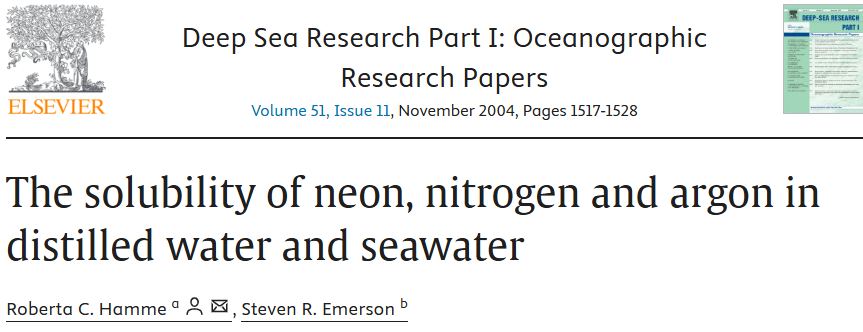 Deep Sea Research Part I: Oceanographic
Research Papers
Volume 51, Issue 11, November 2004, Pages 1517-1528
ELSEVIER
DEEP-SEA RESEARCH
PART I
The solubility of neon, nitrogen and argon in
distilled water and seawater
Roberta C. Hamme a , Steven R. Emerson b